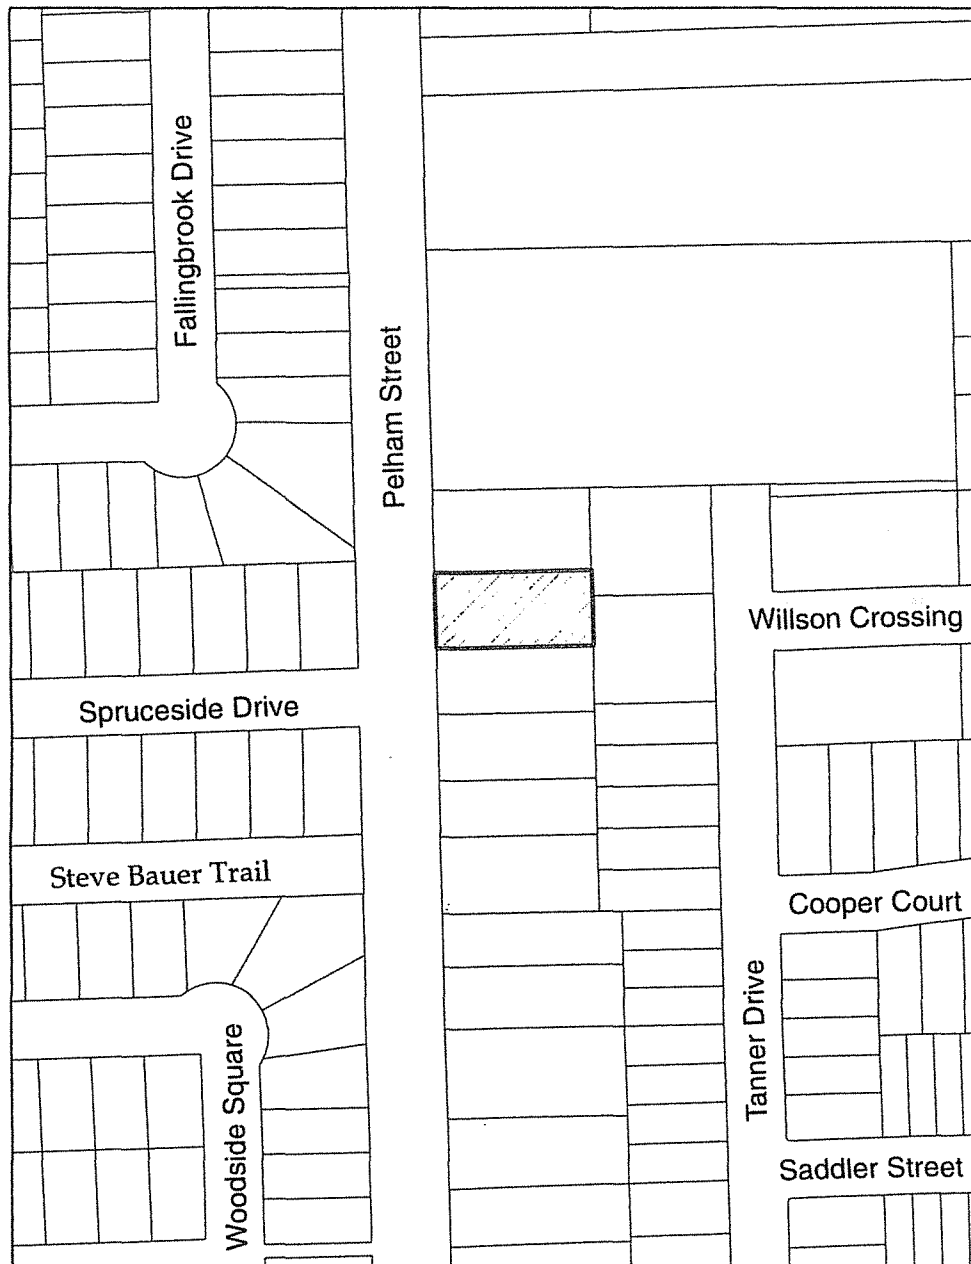 Fallingbrook Drive
Pelham Street
Willson Crossing
Spruceside Drive
Steve Bauer Trail
Cooper Court
Tanner Drive
Woodside Square
Saddler Street